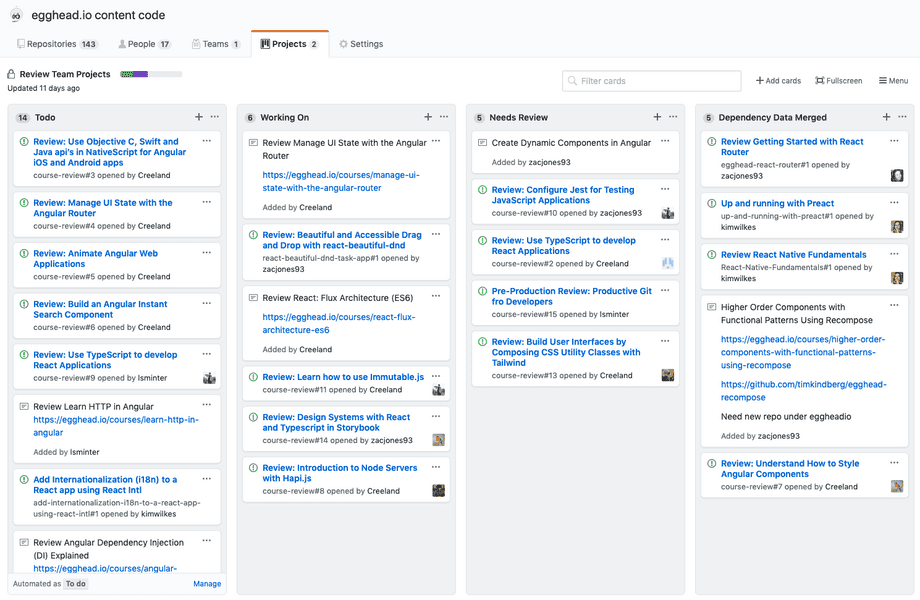 egghead.io content code
Repositories 143
People 17
Teams 1
Projects 2
Settings
Review Team Projects
Updated 11 days ago
Filter cards
Add cards
Fullscreen
Menu
14 Todo
Review: Use Objective C, Swift and
Java api's in NativeScript for Angular
iOS and Android apps
course-review#3 opened by Creeland
Review: Manage UI State with the
Angular Router
course-review#4 opened by Creeland
Review: Animate Angular Web
Applications
course-review#5 opened by Creeland
Review: Build an Angular Instant
Search Component
course-review#6 opened by Creeland
Review: Use TypeScript to develop
React Applications
course-review#9 opened by lsminter
Review Learn HTTP in Angular
https://egghead.io/courses/learn-http-in-
angular
Added by lsminter
Add Internationalization (i18n) to a
React app using React Intl
add-internationalization-i18n-to-a-react-app-
using-react-intl#1 opened by kimwilkes
Review Angular Dependency Injection
(DI) Explained
https://egghead.io/courses/angular-
Automated as To do
Manage
6 Working On
Review Manage UI State with the Angular
Router
https://egghead.io/courses/manage-ui-
state-with-the-angular-router
Added by Creeland
Review: Beautiful and Accessible Drag
and Drop with react-beautiful-dnd
react-beautiful-dnd-task-app#1 opened by
zacjones93
Review React: Flux Architecture (ES6)
https://egghead.io/courses/react-flux-
architecture-es6
Added by Creeland
Review: Learn how to use Immutable.js
course-review#11 opened by Creeland
Review: Design Systems with React
and Typescript in Storybook
course-review#14 opened by zacjones93
Review: Introduction to Node Servers
with Hapi.js
course-review#8 opened by Creeland
5 Needs Review
Create Dynamic Components in Angular
Added by zacjones93
Review: Configure Jest for Testing
JavaScript Applications
course-review#10 opened by zacjones93
Review: Use TypeScript to develop
React Applications
course-review#2 opened by Creeland
Pre-Production Review: Productive Git
fro Developers
course-review#15 opened by lsminter
Review: Build User Interfaces by
Composing CSS Utility Classes with
Tailwind
course-review#13 opened by Creeland
5 Dependency Data Merged
Review Getting Started with React
Router
egghead-react-router#1 opened by
zacjones93
Up and running with Preact
up-and-running-with-preact#1 opened by
kimwilkes
Review React Native Fundamentals
React-Native-Fundamentals#1 opened by
kimwilkes
Higher Order Components with
Functional Patterns Using Recompose
https://egghead.io/courses/higher-order-
components-with-functional-patterns-
using-recompose
https://github.com/timkindberg/egghead-
recompose
Need new repo under eggheadio
Added by zacjones93
Review: Understand How to Style
Angular Components
course-review#7 opened by Creeland